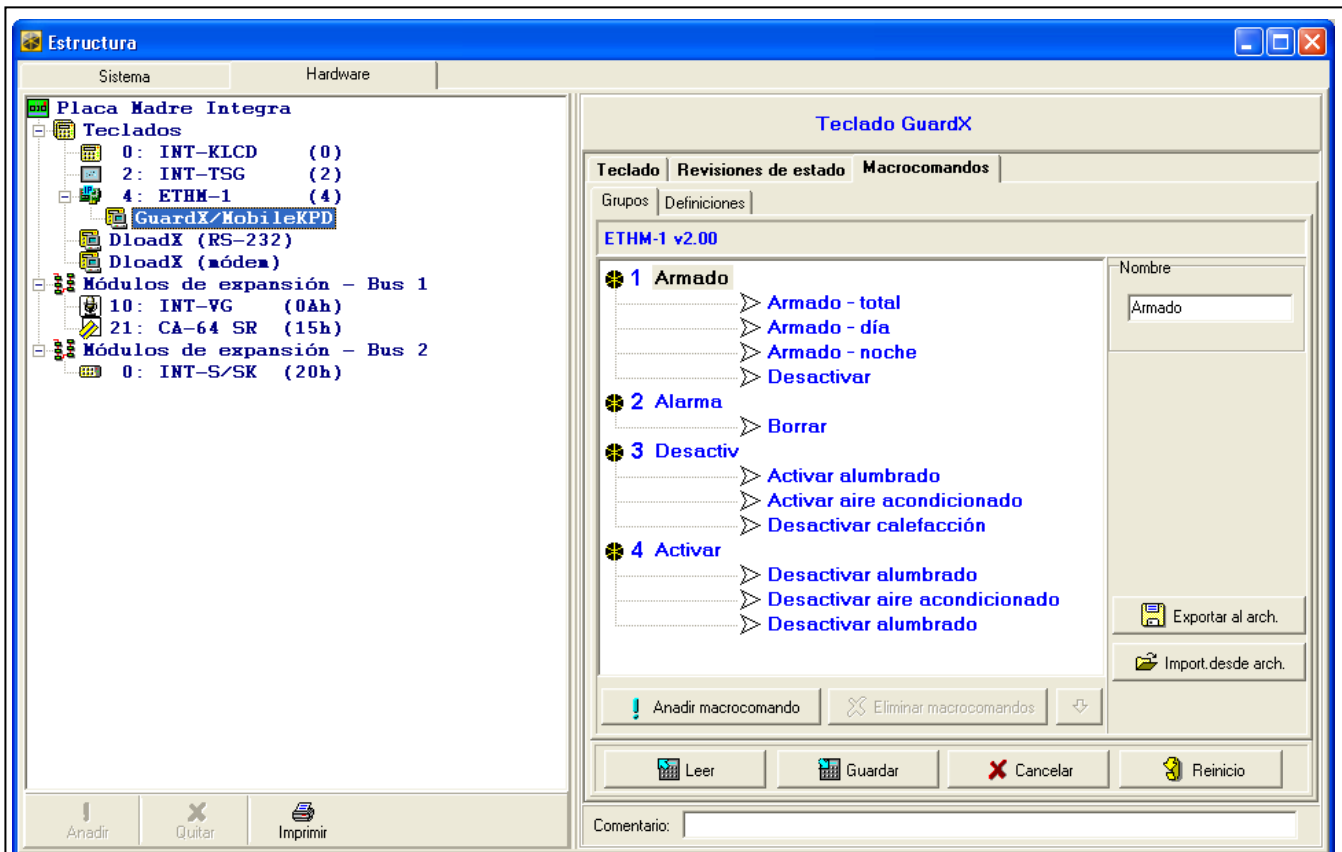 Estructura
Sistema
Hardware
Placa Madre Integra
Teclados
0: INT-KLCD (0)
2: INT-TSG (2)
4: ETHM-1 (4)
GuardX/MobileKPD
DloadX (RS-232)
DloadX (módem)
Módulos de expansión - Bus 1
10: INT-VG (0Ah)
21: CA-64 SR (15h)
Módulos de expansión - Bus 2
0: INT-S/SK (20h)
Anadir
Quitar
Imprimir
Teclado GuardX
Teclado
Revisiones de estado
Macrocomandos
Grupos
Definiciones
ETHM-1 v2.00
1 Armado
Armado - total
Armado - día
Armado - noche
Desactivar
2 Alarma
Borrar
3 Desactiv
Activar alumbrado
Activar aire acondicionado
Desactivar calefacción
4 Activar
Desactivar alumbrado
Desactivar aire acondicionado
Desactivar alumbrado
Nombre
Armado
Exportar al arch.
Import.desde arch.
Anadir macrocomando
Eliminar macrocomandos
Leer
Guardar
Cancelar
Reinicio
Comentario: